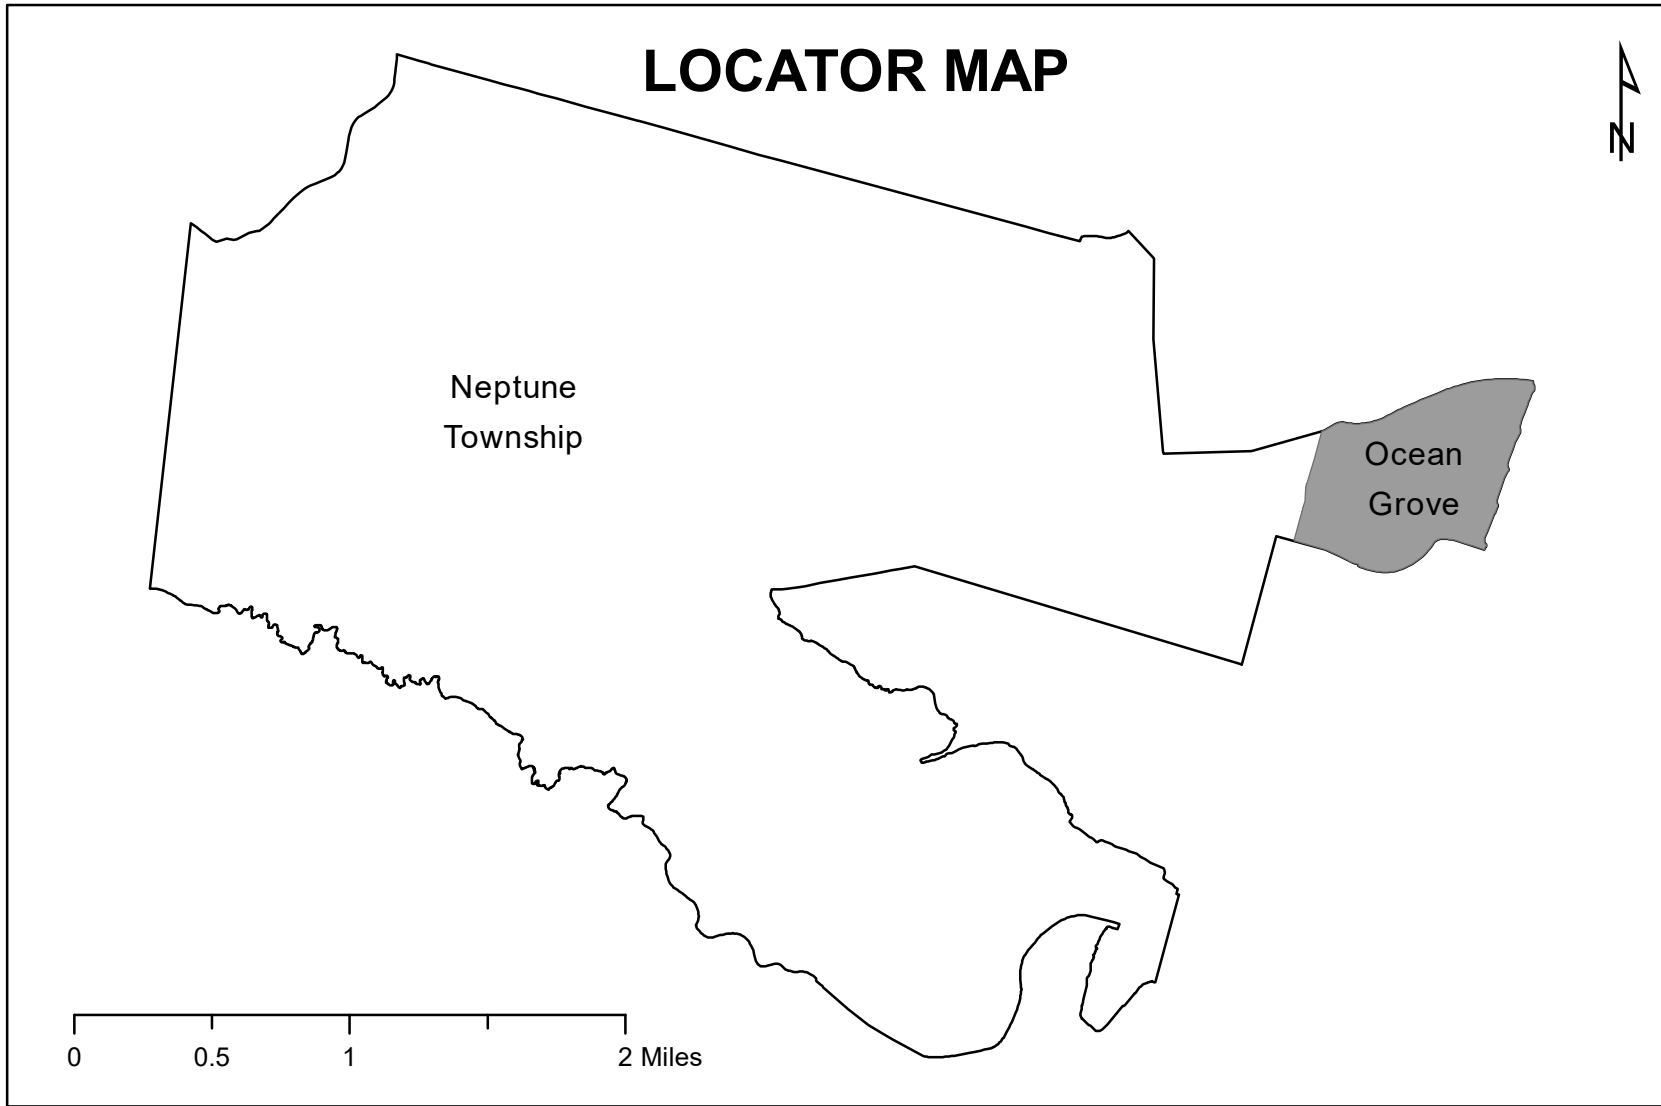 LOCATOR MAP
N
Neptune
Township
Ocean
Grove
0 0.5 1 2 Miles